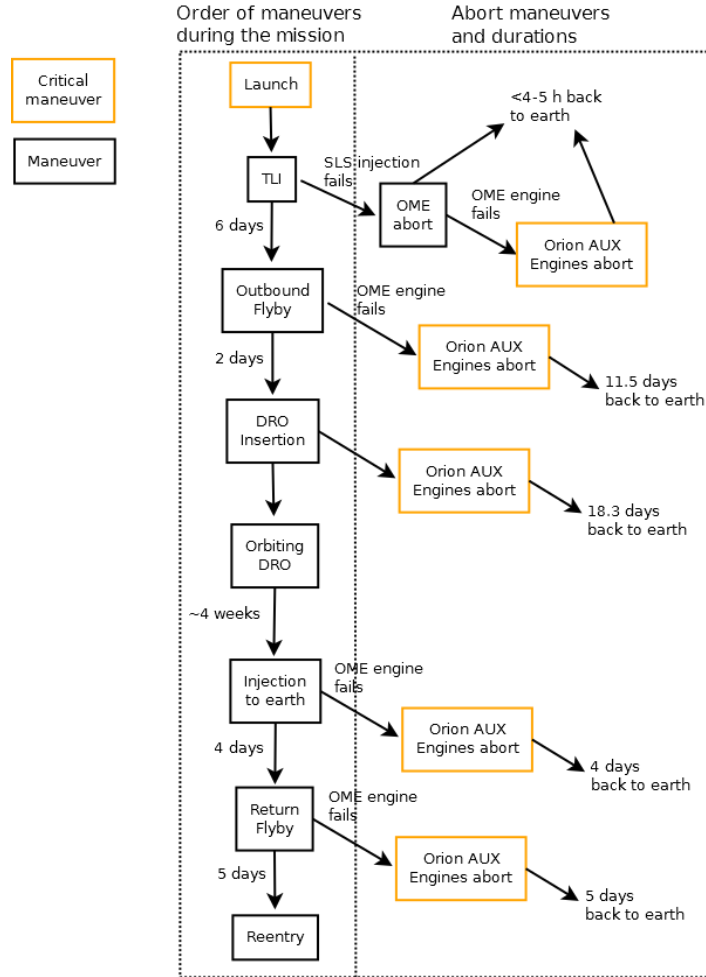 Order of maneuvers
during the mission
Abort maneuvers
and durations
Critical
maneuver
Maneuver
Launch
<4-5 h back
to earth
TLI
SLS injection
fails
OME
abort
OME engine
fails
Orion AUX
Engines abort
6 days
Outbound
Flyby
OME engine
fails
Orion AUX
Engines abort
11.5 days
back to earth
2 days
DRO
Insertion
Orion AUX
Engines abort
18.3 days
back to earth
Orbiting
DRO
~4 weeks
Injection
to earth
OME engine
fails
Orion AUX
Engines abort
4 days
back to earth
4 days
Return
Flyby
OME engine
fails
Orion AUX
Engines abort
5 days
back to earth
5 days
Reentry